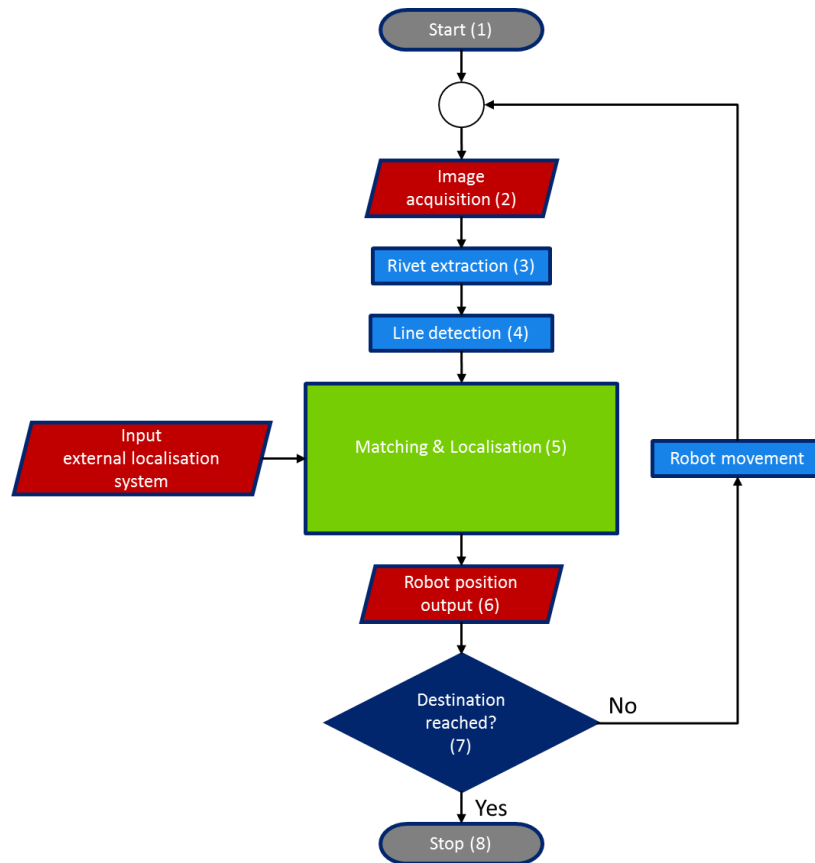 Start (1)
Image
acquisition (2)
Rivet extraction (3)
Line detection (4)
Matching & Localisation (5)
Input
external localisation
system
Robot movement
Robot position
output (6)
Destination
reached?
(7)
No
Yes
Stop (8)